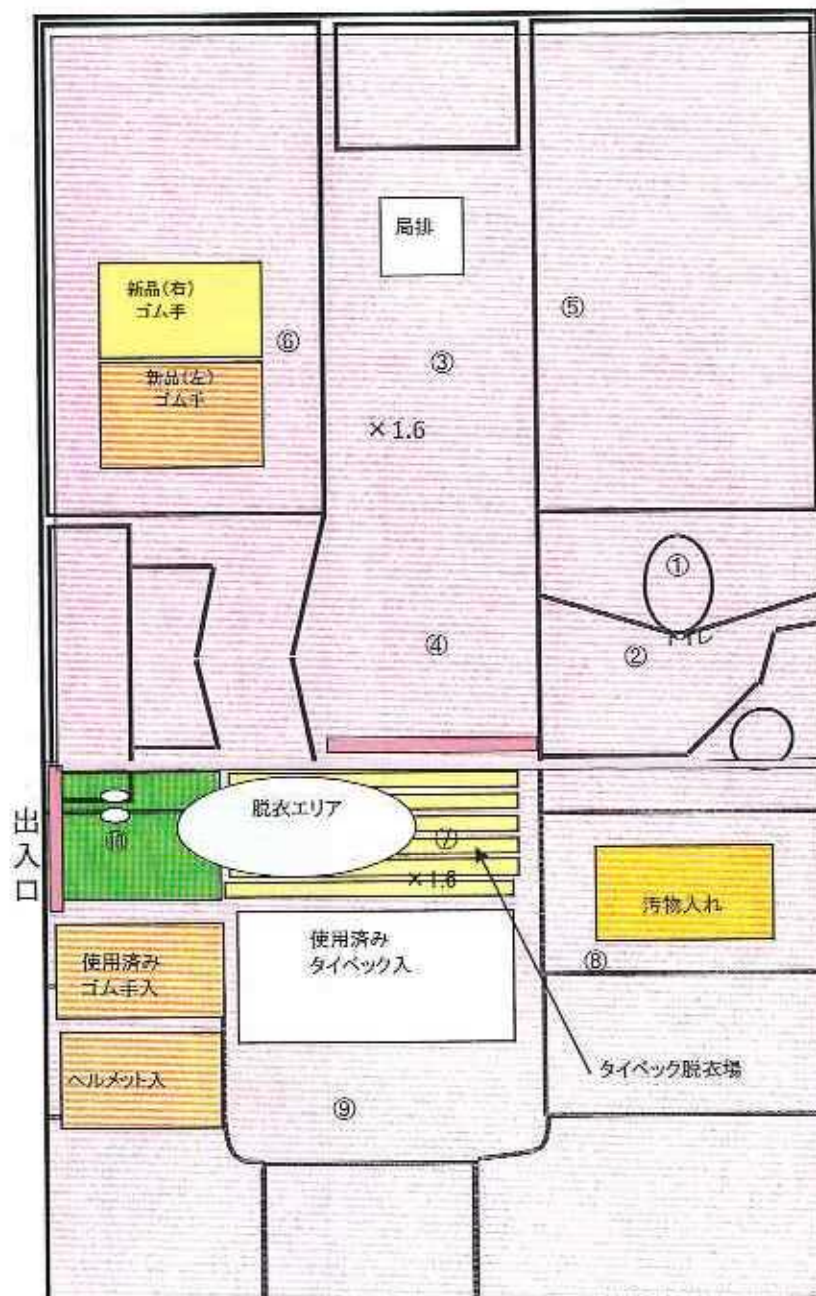 局排
新品(右)
ゴム手
⑤
⑥
③
新品(左)
ゴム手
×1.6
①
トイレ
②
④
出入口
脱衣エリア
⑩
⑦
×1.6
汚物入れ
使用済み
タイベック入
使用済み
ゴム手入
⑧
タイベック脱衣場
ヘルメット入
⑨